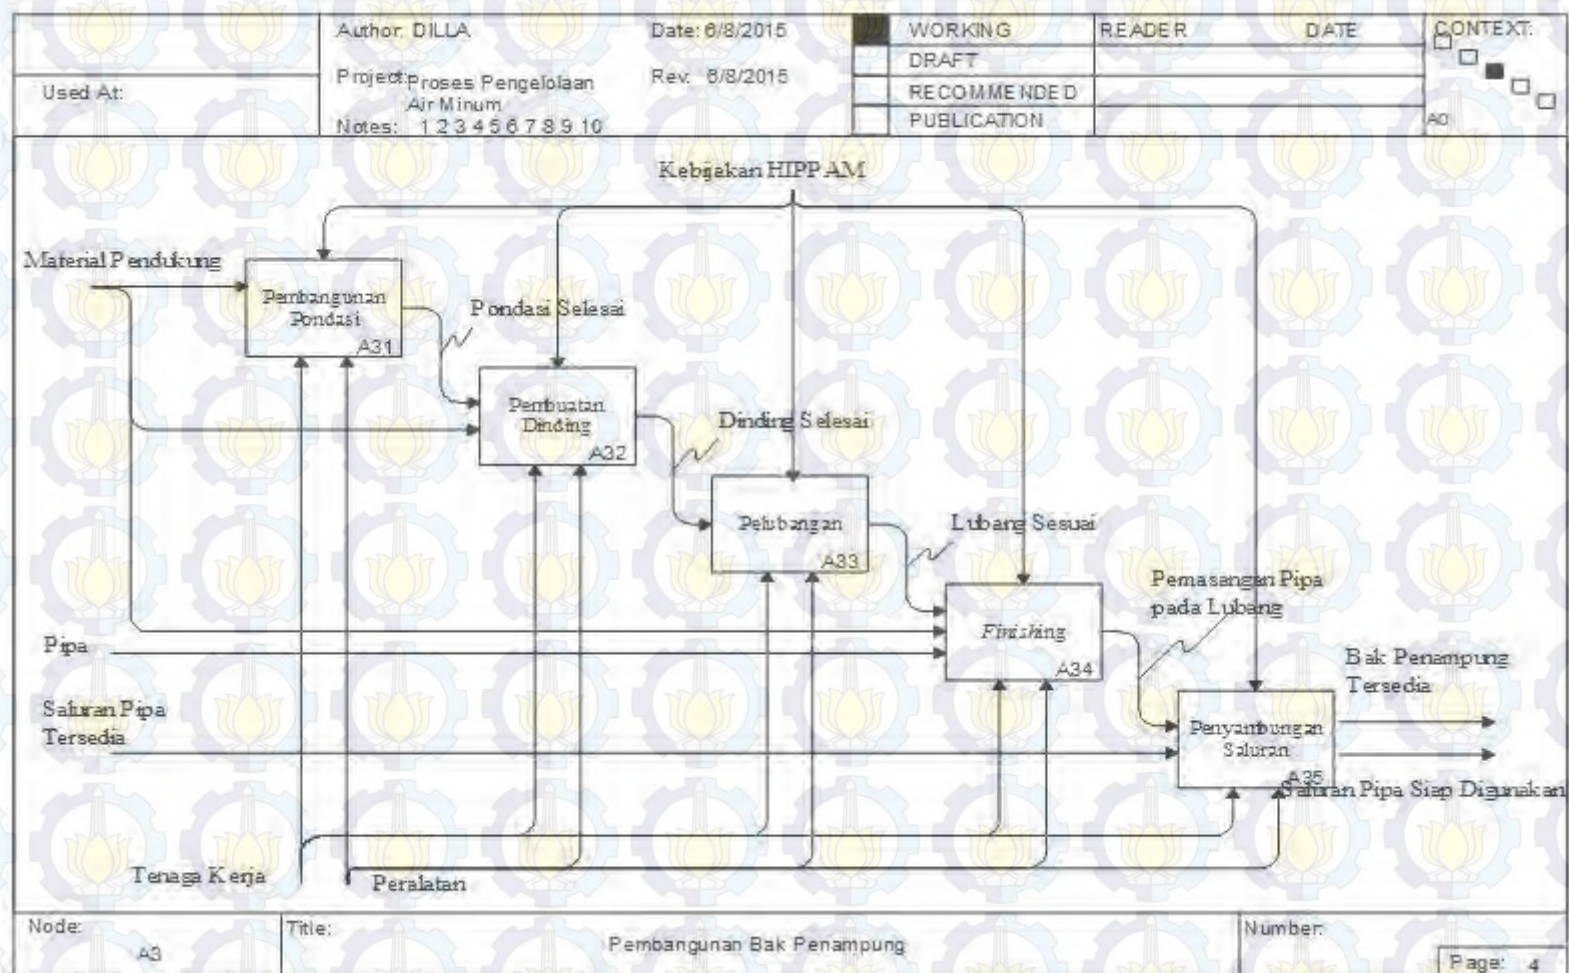 Used At:
Author: DILLA
Date: 6/8/2015
Project: Proses Pengelolaan
Air Minum
Rev: 6/8/2015
Notes: 1 2 3 4 5 6 7 8 9 10
WORKING
DRAFT
RECOMMENDED
PUBLICATION
READER
DATE
CONTEXT:
A0
Kebijakan HIPPAM
Material Pendukung
Pembangunan
Pondasi
A31
Pondasi Selesai
Pembuatan
Dinding
A32
Dinding Selesai
Pelubangan
A33
Lubang Sesuai
Finishing
A34
Pemasangan Pipa
pada Lubang
Pipa
Saluran Pipa
Tersedia
Penyambungan
Saluran
A35
Bak Penampung
Tersedia
Saluran Pipa Siap Digunakan
Tenaga Kerja
Peralatan
Node:
A3
Title:
Pembangunan Bak Penampung
Number:
Page: 4